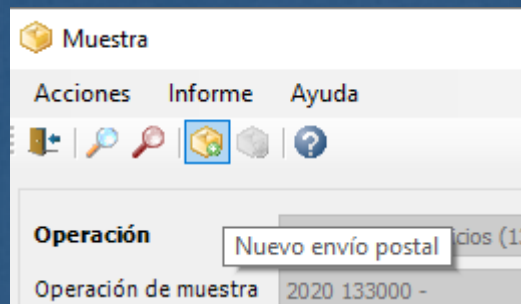 Muestra
Acciones Informe Ayuda
Operación
Nuevo envío postal
Operación de muestra 2020 133000 -